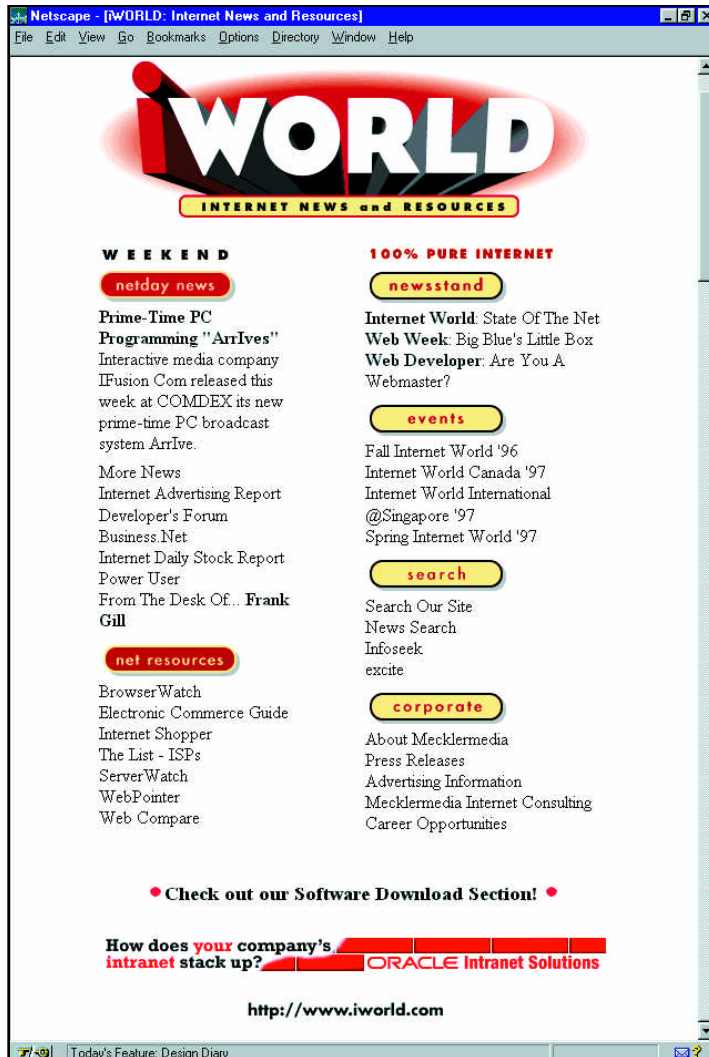 Netscape - [iWORLD: Internet News and Resources]
File Edit View Go Bookmarks Options Directory Window Help
iWORLD
INTERNET NEWS and RESOURCES
WEEKEND
netday news
Prime-Time PC
Programming "ArrIves"
Interactive media company
IFusion Com released this
week at COMDEX its new
prime-time PC broadcast
system ArrIve.
More News
Internet Advertising Report
Developer's Forum
Business.Net
Internet Daily Stock Report
Power User
From The Desk Of... Frank
Gill
net resources
BrowserWatch
Electronic Commerce Guide
Internet Shopper
The List - ISPs
ServerWatch
WebPointer
Web Compare
100% PURE INTERNET
newsstand
Internet World: State Of The Net
Web Week: Big Blue's Little Box
Web Developer: Are You A
Webmaster?
events
Fall Internet World '96
Internet World Canada '97
Internet World International
@Singapore '97
Spring Internet World '97
search
Search Our Site
News Search
Infoseek
excite
corporate
About Mecklermedia
Press Releases
Advertising Information
Mecklermedia Internet Consulting
Career Opportunities
Check out our Software Download Section!
How does your company's
intranet stack up? ORACLE Intranet Solutions
http://www.iworld.com
Today's Feature: Design Diary